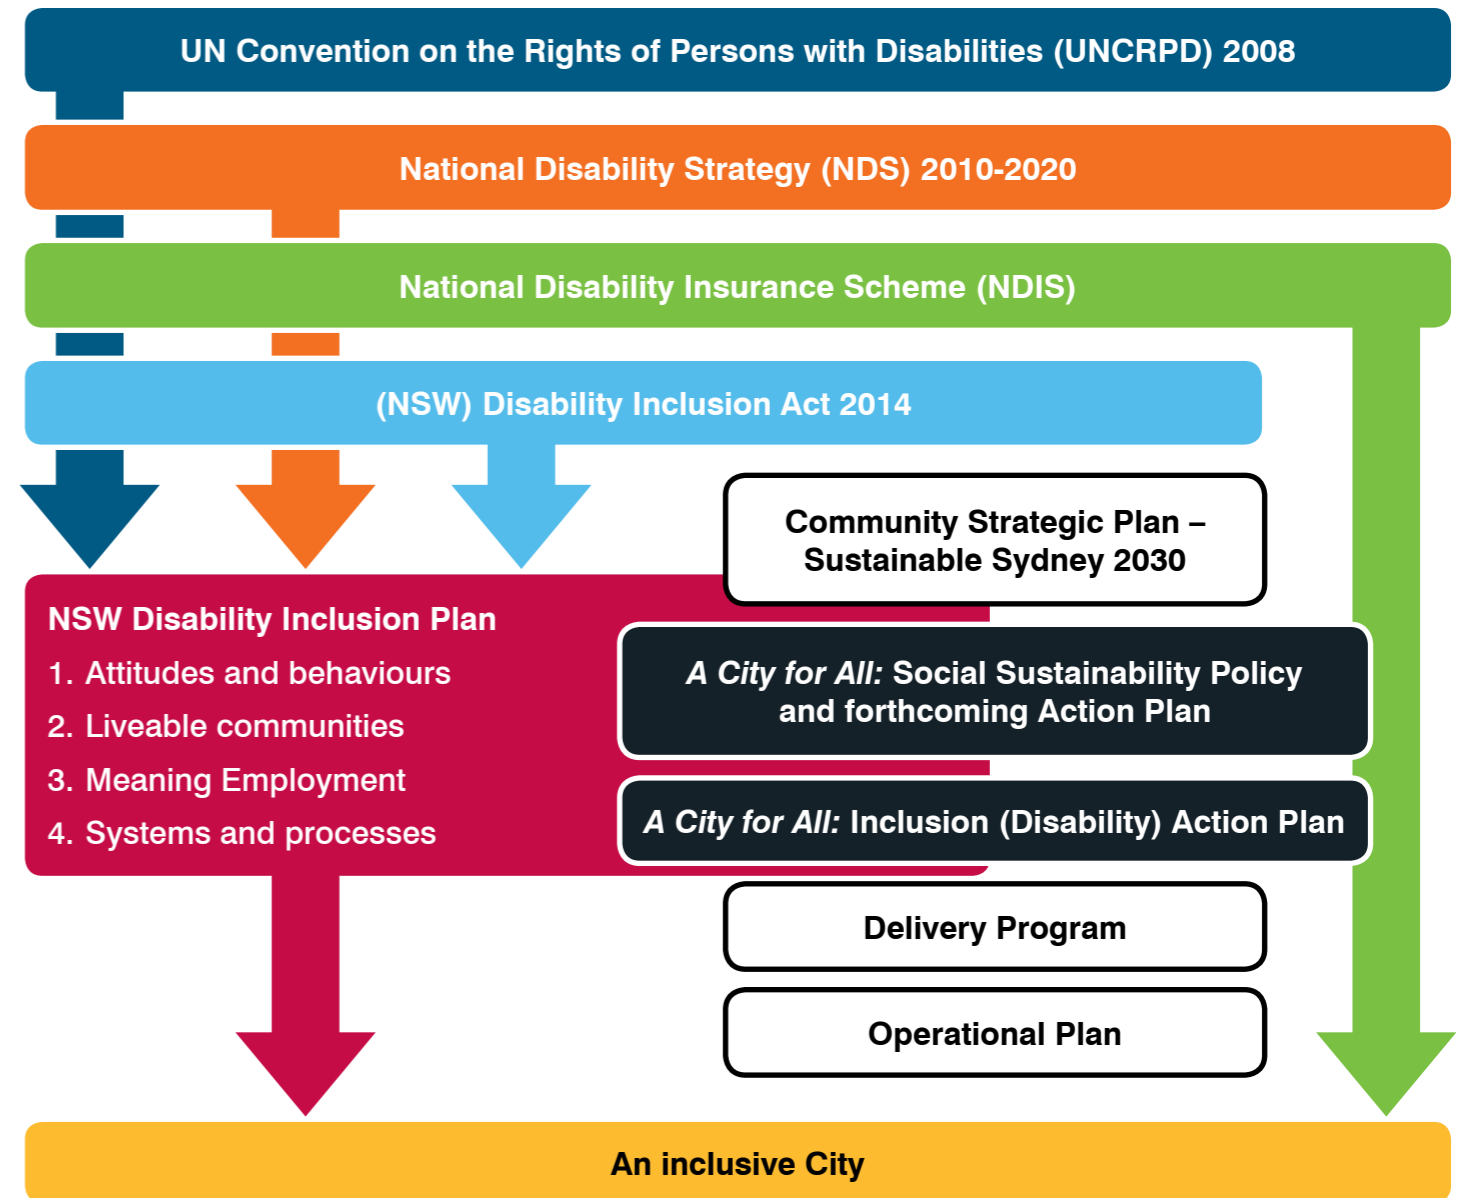 UN Convention on the Rights of Persons with Disabilities (UNCRPD) 2008
National Disability Strategy (NDS) 2010-2020
National Disability Insurance Scheme (NDIS)
(NSW) Disability Inclusion Act 2014
Community Strategic Plan –
Sustainable Sydney 2030
NSW Disability Inclusion Plan
1. Attitudes and behaviours
2. Liveable communities
3. Meaning Employment
4. Systems and processes
A City for All: Social Sustainability Policy
and forthcoming Action Plan
A City for All: Inclusion (Disability) Action Plan
Delivery Program
Operational Plan
An inclusive City